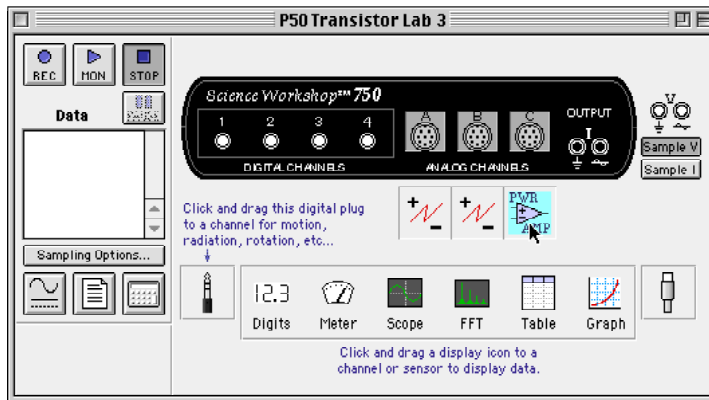 P50 Transistor Lab 3
REC
MON
STOP
Data
Sampling Options...
Science Workshop™ 750
1 2 3 4
DIGITAL CHANNELS
A B C
ANALOG CHANNELS
OUTPUT
I
V
Sample V
Sample I
Click and drag this digital plug
to a channel for motion,
radiation, rotation, etc...
PWR
AMP
12.3
Digits
Meter
Scope
FFT
Table
Graph
Click and drag a display icon to a
channel or sensor to display data.